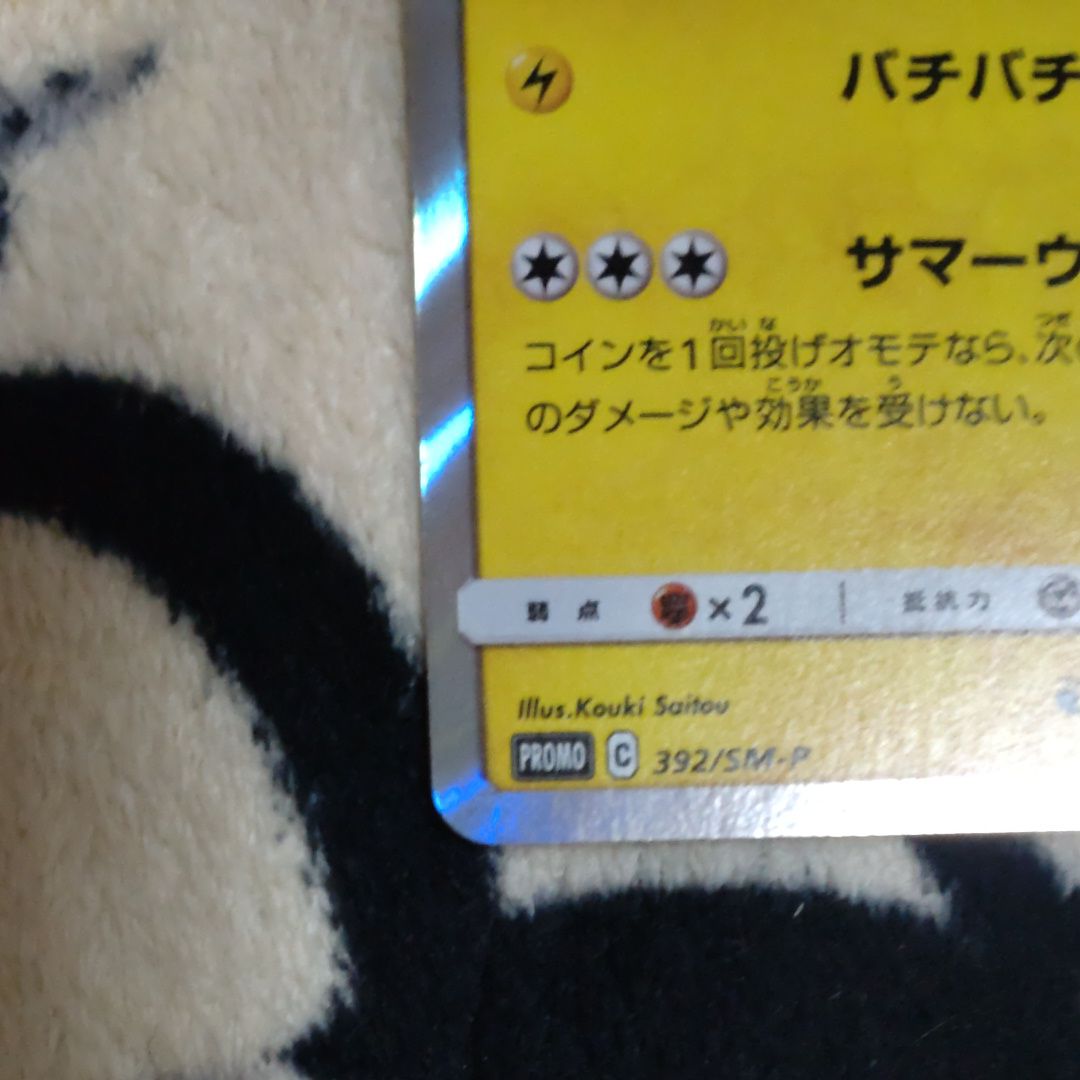 バチバチ
サマーウ
コインを1回投げオモテなら、次
のダメージや効果を受けない。
弱点 ×2 抵抗力
Illus.Kouki Saitou
PROMO C 392/SM-P